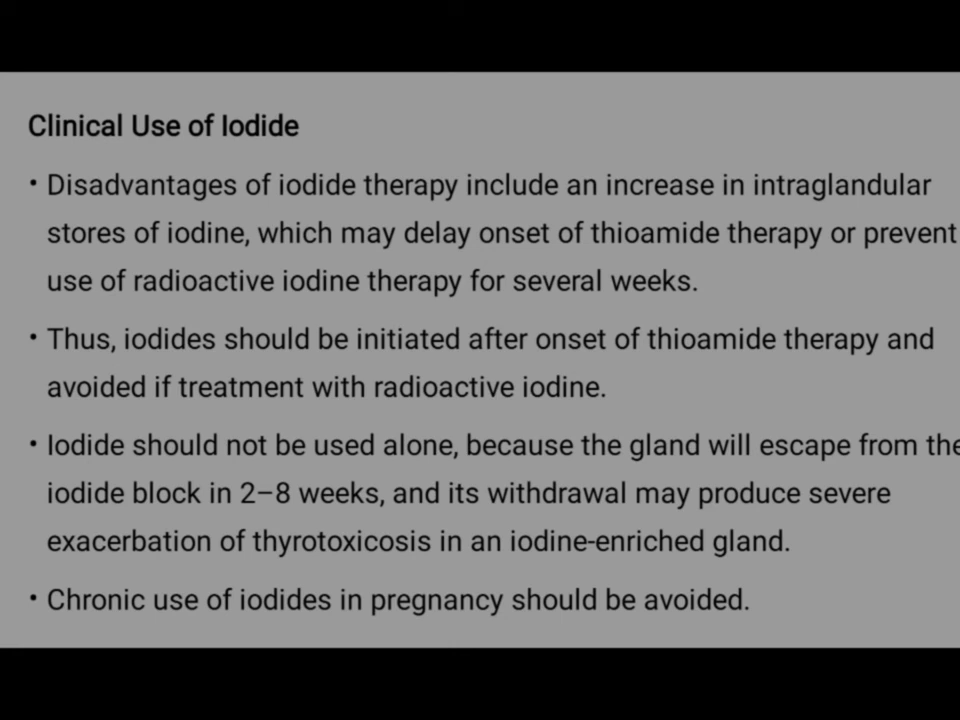 Clinical Use of Iodide
• Disadvantages of iodide therapy include an increase in intraglandular
stores of iodine, which may delay onset of thioamide therapy or prevent
use of radioactive iodine therapy for several weeks.
• Thus, iodides should be initiated after onset of thioamide therapy and
avoided if treatment with radioactive iodine.
• Iodide should not be used alone, because the gland will escape from the
iodide block in 2–8 weeks, and its withdrawal may produce severe
exacerbation of thyrotoxicosis in an iodine-enriched gland.
• Chronic use of iodides in pregnancy should be avoided.